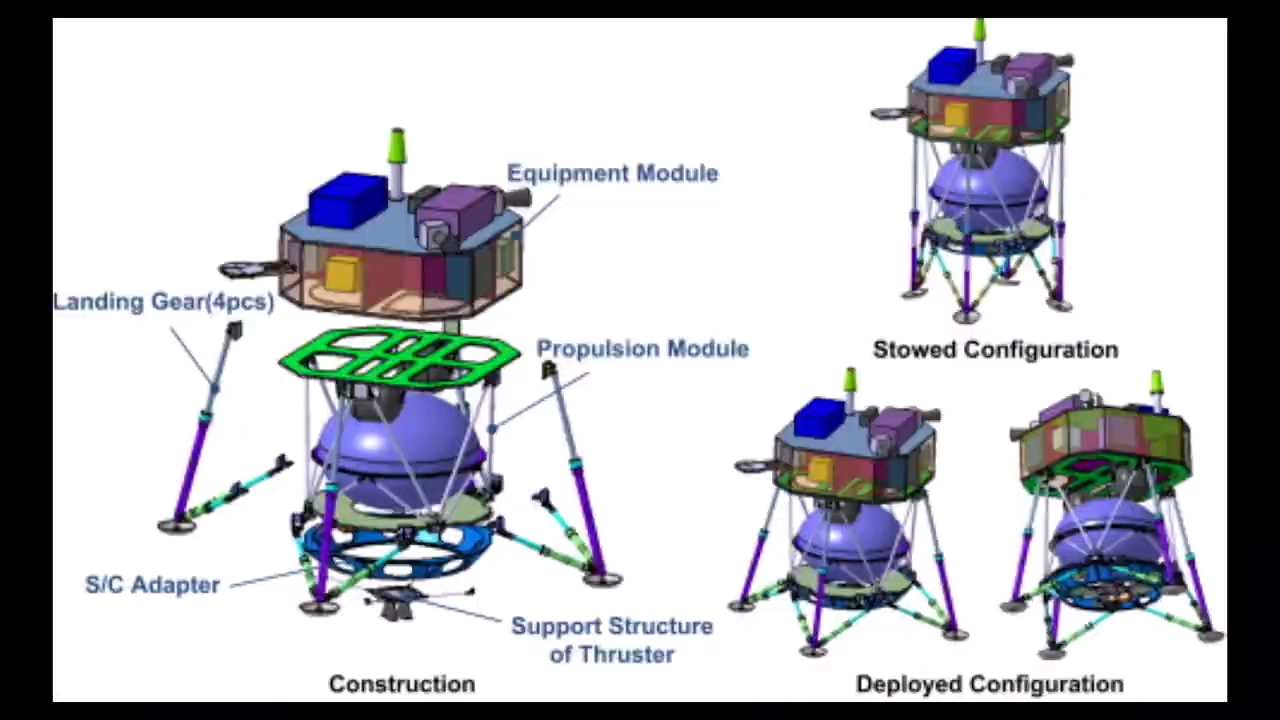 Equipment Module
Landing Gear(4pcs)
Propulsion Module
S/C Adapter
Support Structure
of Thruster
Construction
Stowed Configuration
Deployed Configuration